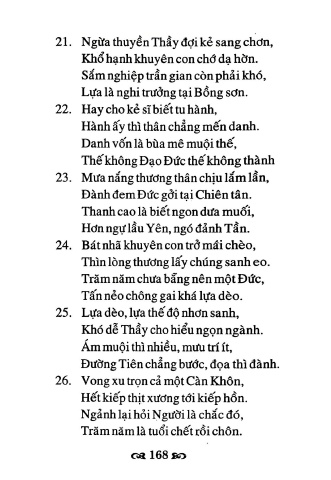 21. Ngừa thuyền Thầy đợi kẻ sang chơn,
Khổ hạnh khuyên con chớ dạ hờn.
Sấm nghiệp trần gian còn phải khó,
Lựa là nghi trưởng tại Bồng sơn.
22. Hay cho kẻ sĩ biết tu hành,
Hành ấy thì thân chẳng mến danh.
Danh vốn là bùa mê muội thế,
Thế không Đạo Đức thế không thành
23. Mưa nắng thương thân chịu lấm lần,
Đành đem Đức gởi tại Chiên tân.
Thanh cao là biết ngon dưa muối,
Hơn ngự lầu Yên, ngó đảnh Tần.
24. Bát nhã khuyên con trở mái chèo,
Thìn lòng thương lấy chúng sanh eo.
Trăm năm chưa bẳng nên một Đức,
Tấn nẻo chông gai khá lựa dèo.
25. Lựa dèo, lựa thế độ nhơn sanh,
Khó dễ Thầy cho hiểu ngọn ngành.
Ám muội thì nhiều, mưu trí ít,
Đường Tiên chẳng bước, đọa thì đành.
26. Vong xu trọn cả một Càn Khôn,
Hết kiếp thịt xương tới kiếp hồn.
Ngảnh lại hỏi Người là chắc đó,
Trăm năm là tuổi chết rồi chôn.
168